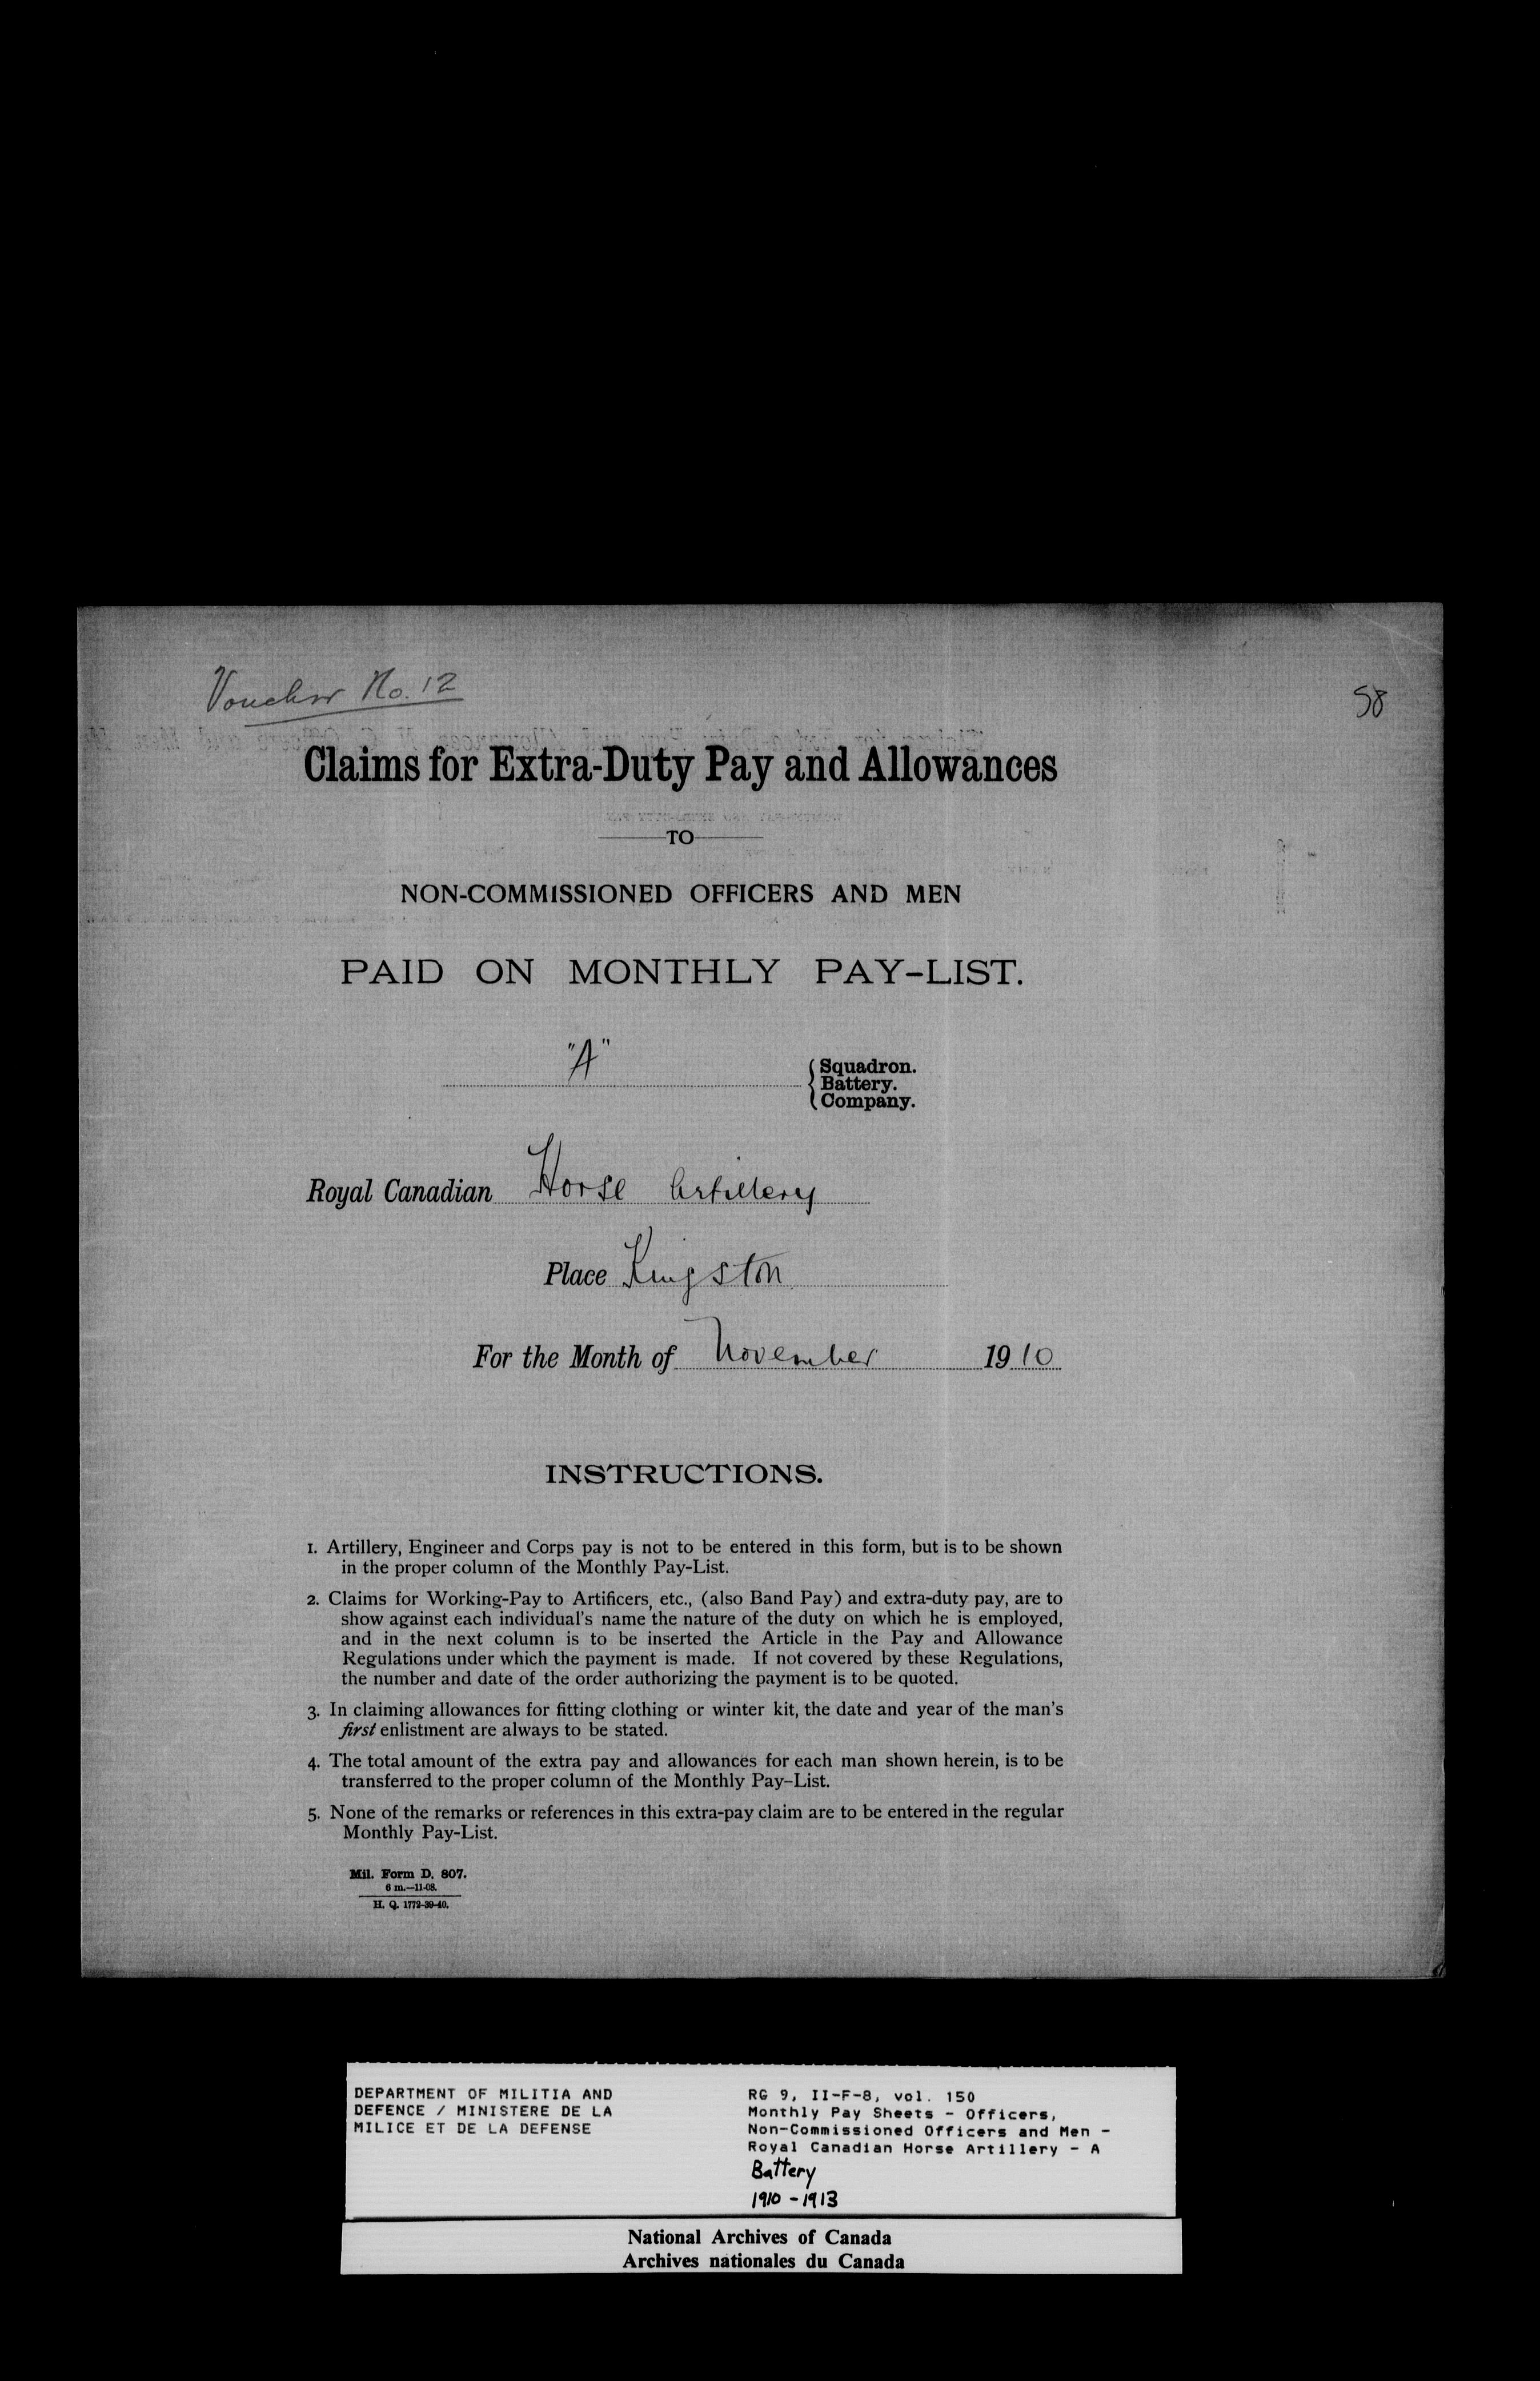 Voucher No. 12
58
Claims for Extra-Duty Pay and Allowances
TO
NON-COMMISSIONED OFFICERS AND MEN
PAID ON MONTHLY PAY-LIST.
"A"
Squadron.
Battery.
Company.
Royal Canadian Horse Artillery
Place Kingston
For the Month of November 1910
INSTRUCTIONS.
1. Artillery, Engineer and Corps pay is not to be entered in this form, but is to be shown
in the proper column of the Monthly Pay-List.
2. Claims for Working-Pay to Artificers, etc., (also Band Pay) and extra-duty pay, are to
show against each individual's name the nature of the duty on which he is employed,
and in the next column is to be inserted the Article in the Pay and Allowance
Regulations under which the payment is made. If not covered by these Regulations,
the number and date of the order authorizing the payment is to be quoted.
3. In claiming allowances for fitting clothing or winter kit, the date and year of the man's
first enlistment are always to be stated.
4. The total amount of the extra pay and allowances for each man shown herein, is to be
transferred to the proper column of the Monthly Pay-List.
5. None of the remarks or references in this extra-pay claim are to be entered in the regular
Monthly Pay-List.
Mil. Form D. 807.
6 m.—11-08.
H. Q. 1772-39-40.
DEPARTMENT OF MILITIA AND
DEFENCE / MINISTERE DE LA
MILICE ET DE LA DEFENSE
RG 9, II-F-8, vol. 150
Monthly Pay Sheets - Officers,
Non-Commissioned Officers and Men -
Royal Canadian Horse Artillery - A
Battery
1910 - 1913
National Archives of Canada
Archives nationales du Canada